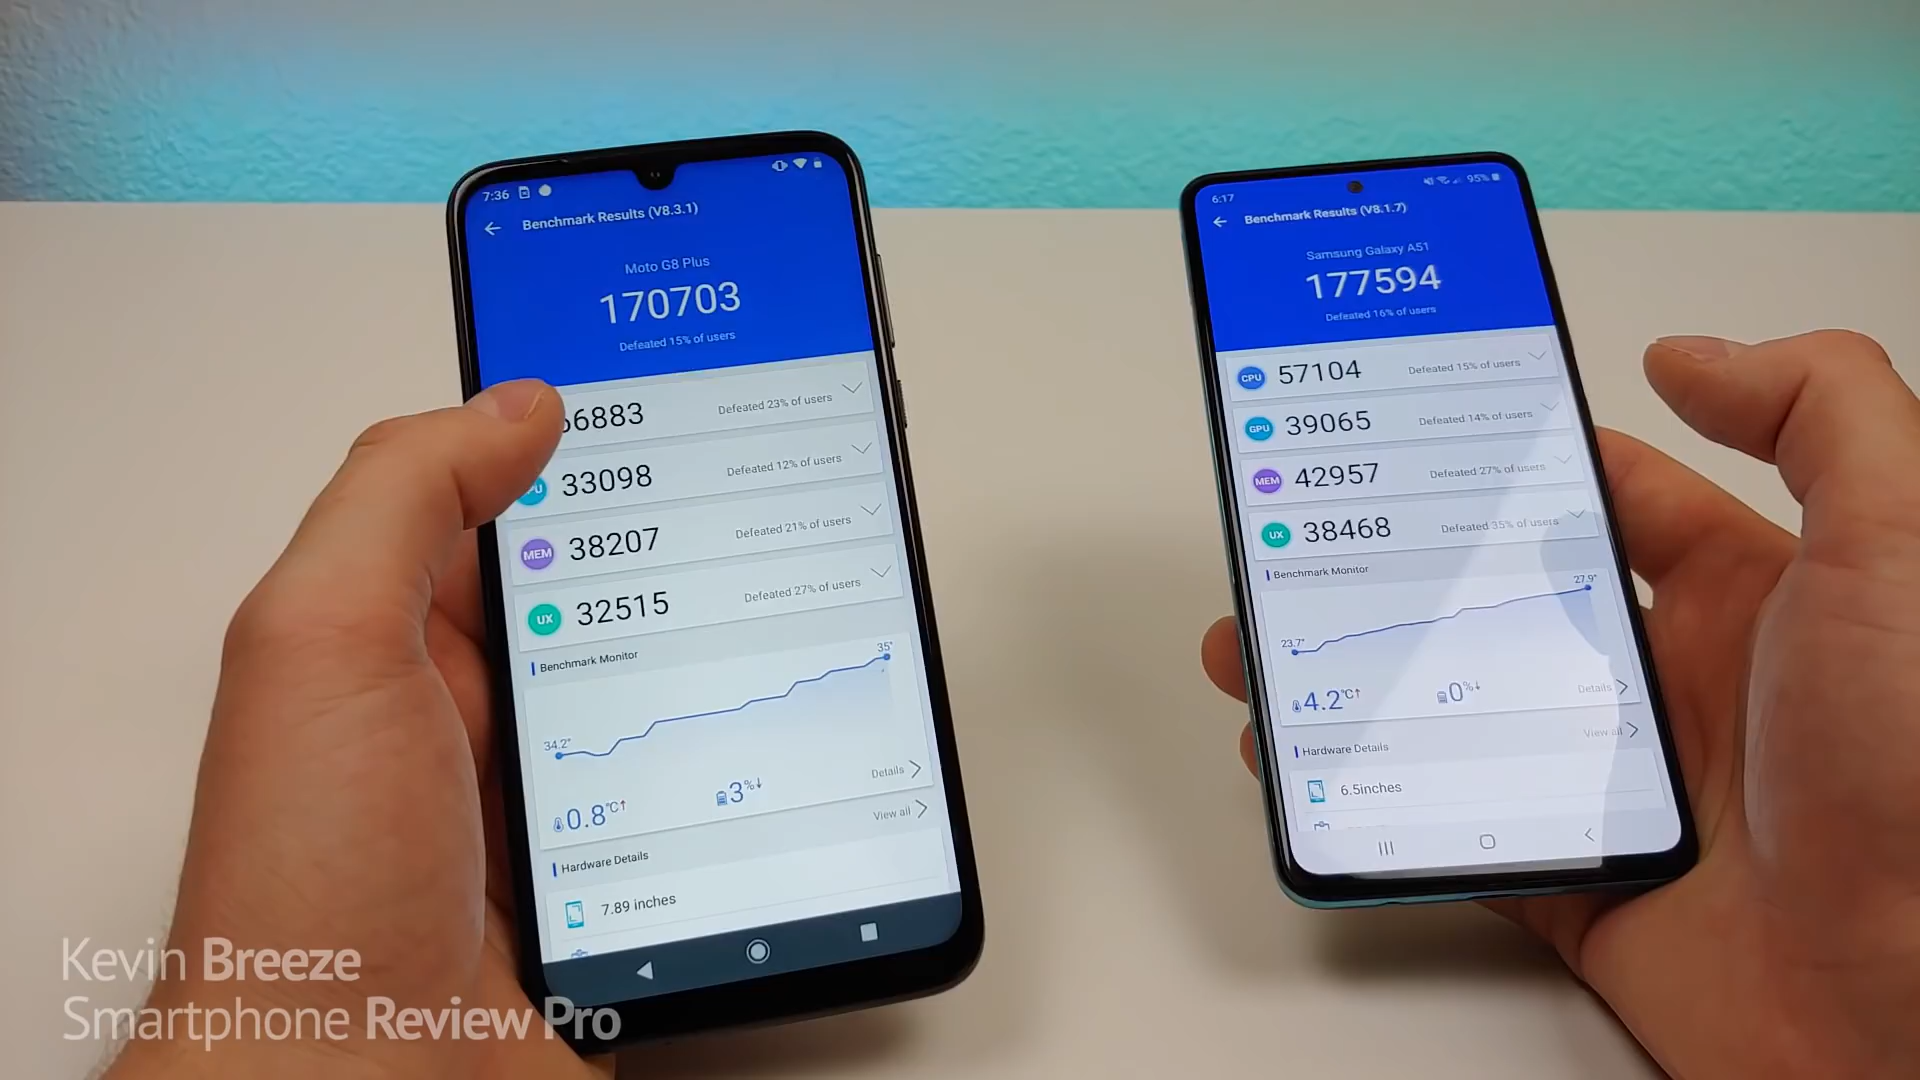 7:36
Benchmark Results (V8.3.1)
Moto G8 Plus
170703
Defeated 15% of users
Defeated 23% of users
33098
Defeated 12% of users
MEM 38207
Defeated 21% of users
UX 32515
Defeated 27% of users
Benchmark Monitor
34.2°
35°
0.8°C↑
3%↓
Details
View all
Hardware Details
7.89 inches
6:17
95%
Benchmark Results (V8.1.7)
Samsung Galaxy A51
177594
Defeated 16% of users
CPU 57104
Defeated 15% of users
GPU 39065
Defeated 14% of users
MEM 42957
Defeated 27% of users
UX 38468
Defeated 35% of users
Benchmark Monitor
23.7°
27.9°
4.2°C↑
0%↓
Details
View all
Hardware Details
6.5inches
Kevin Breeze
Smartphone Review Pro